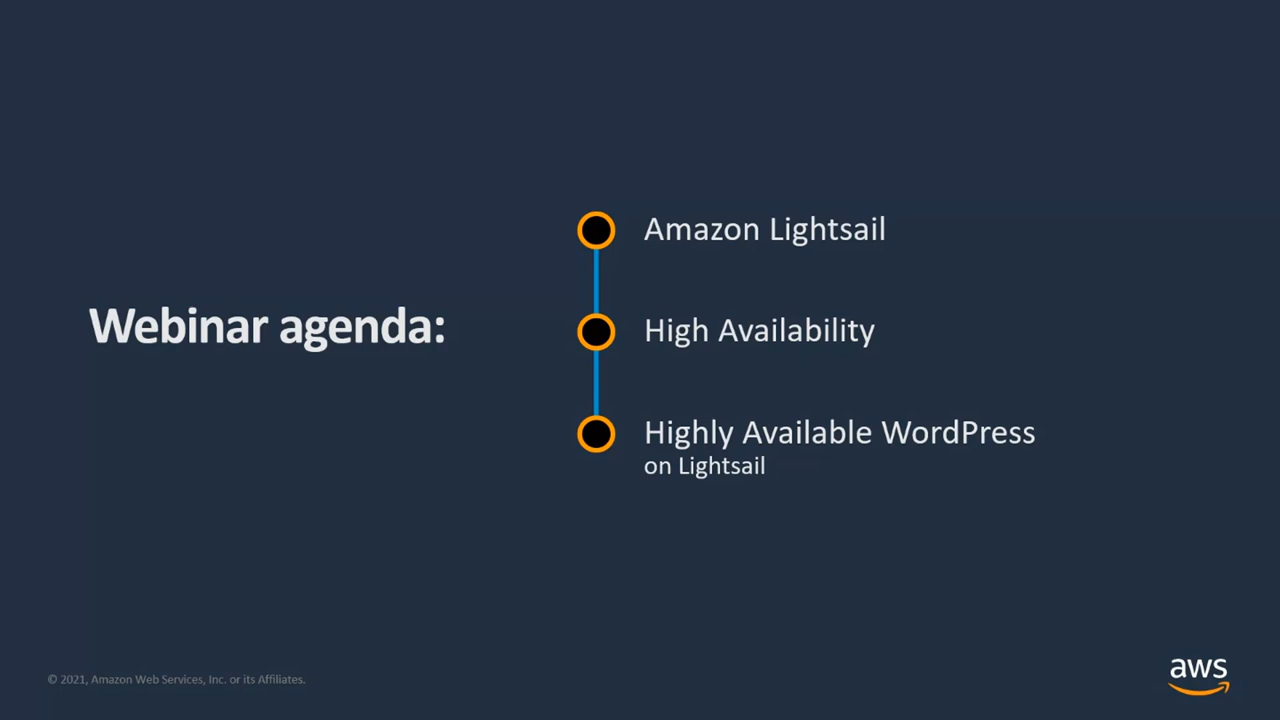 Webinar agenda:
Amazon Lightsail
High Availability
Highly Available WordPress
on Lightsail
© 2021, Amazon Web Services, Inc. or its Affiliates.
aws